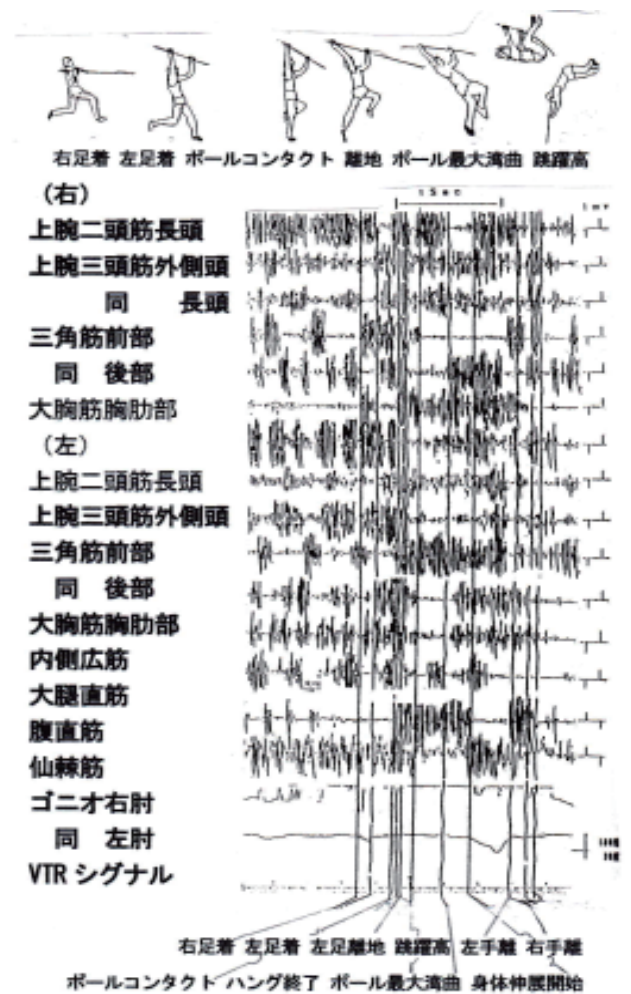 右足着 左足着 ポールコンタクト 離地 ポール最大湾曲 跳躍高
1 Sec
1 mv
(右)
上腕二頭筋長頭
上腕三頭筋外側頭
同 長頭
三角筋前部
同 後部
大胸筋胸肋部
(左)
上腕二頭筋長頭
上腕三頭筋外側頭
三角筋前部
同 後部
大胸筋胸肋部
内側広筋
大腿直筋
腹直筋
仙棘筋
ゴニオ右肘
同 左肘
VTR シグナル
右足着 左足着 左足離地 跳躍高 左手離 右手離
ポールコンタクト ハング終了 ポール最大湾曲 身体伸展開始